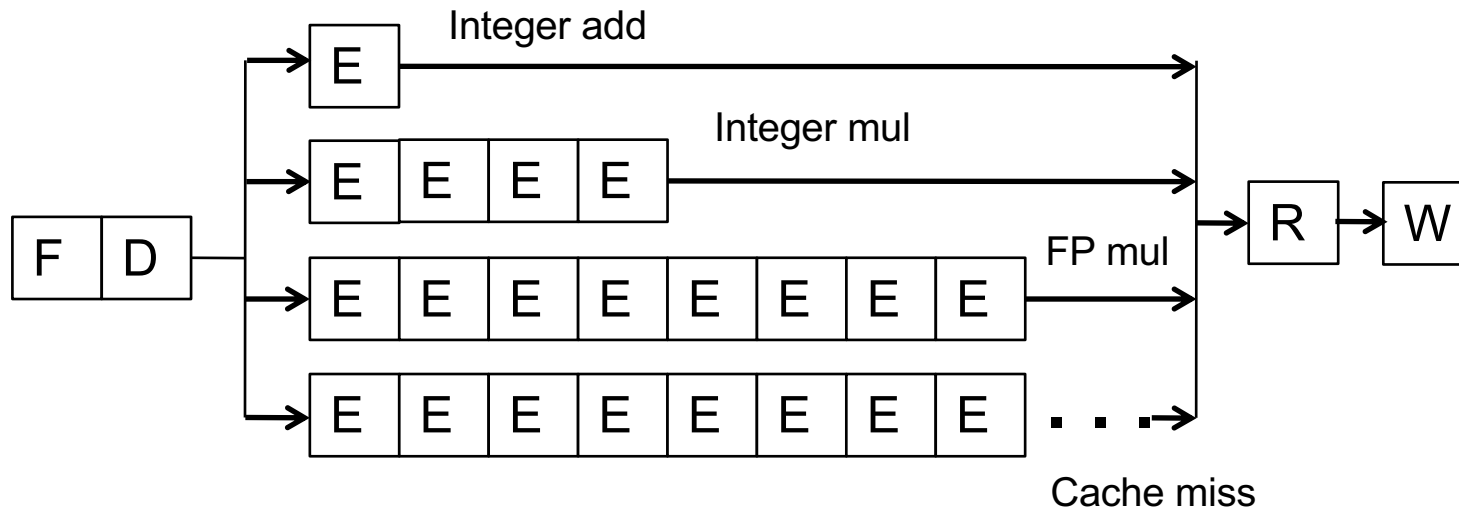 Integer add
E
Integer mul
E E E E
F D
R W
FP mul
E E E E E E E E
E E E E E E E E . . .
Cache miss